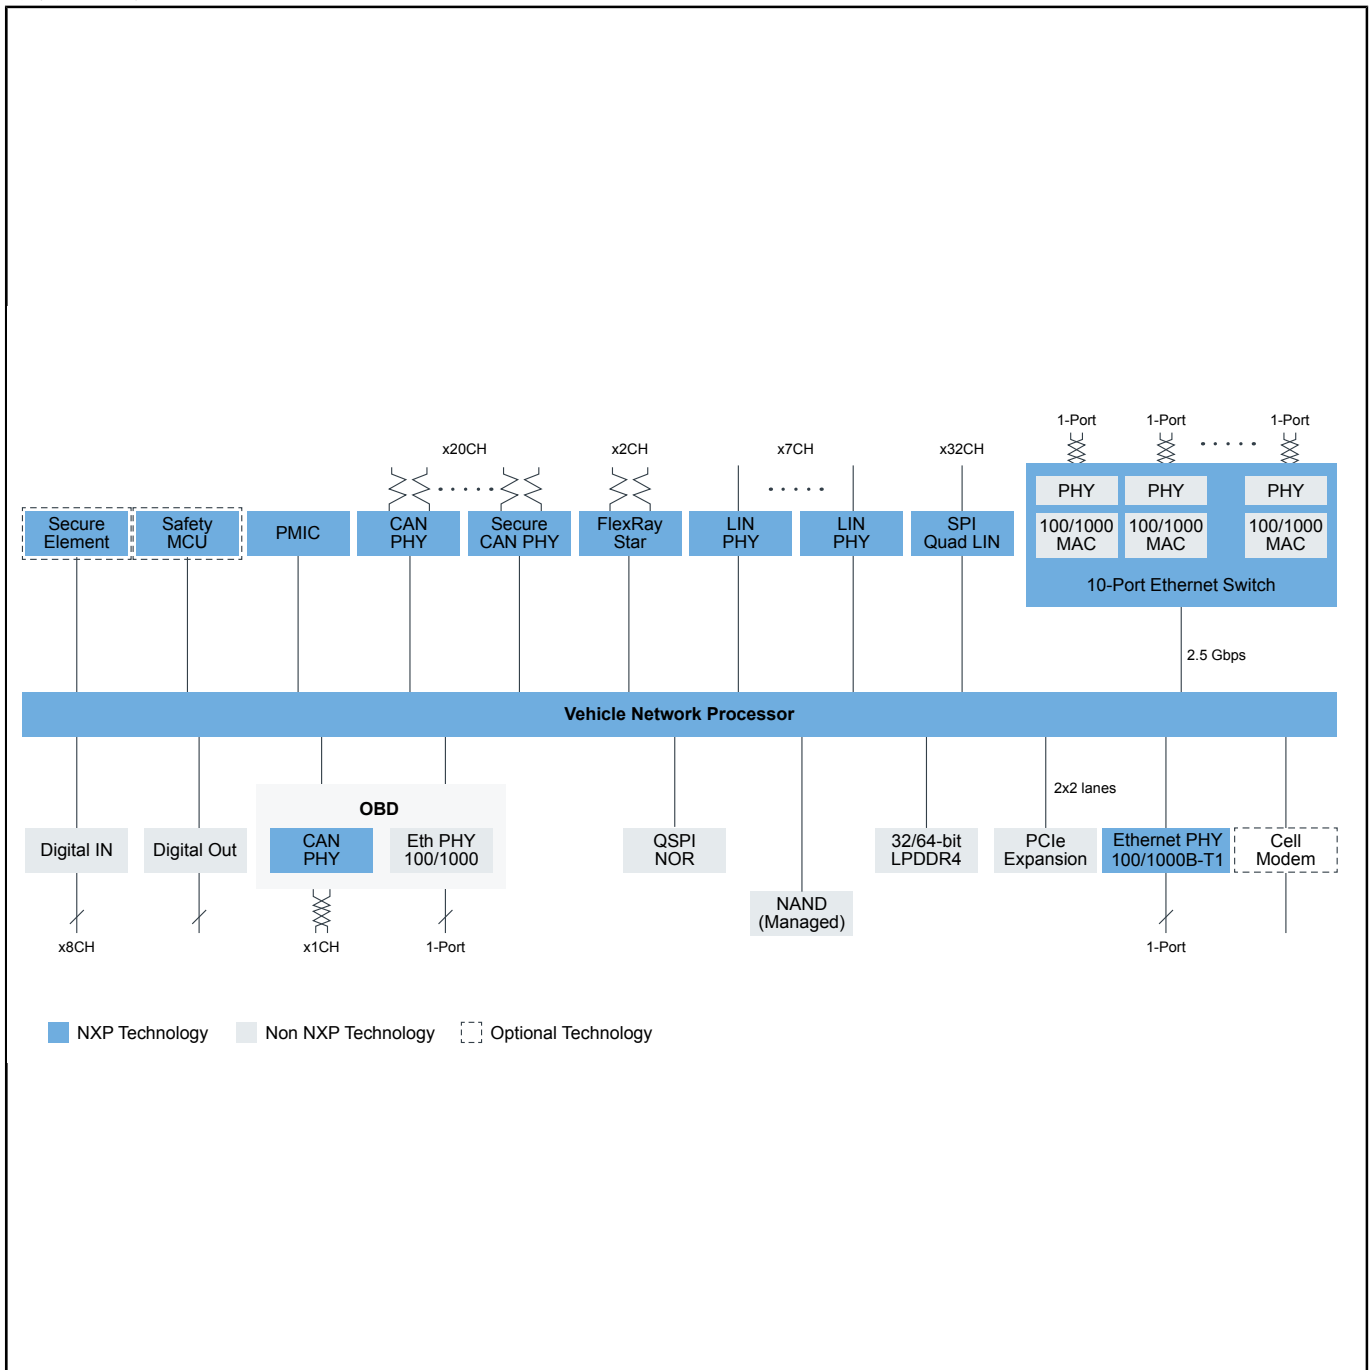 1-Port 1-Port 1-Port
x20CH x2CH x7CH x32CH
PHY PHY PHY
Secure
Element
Safety
MCU
PMIC
CAN
PHY
Secure
CAN PHY
FlexRay
Star
LIN
PHY
LIN
PHY
SPI
Quad LIN
100/1000
MAC
100/1000
MAC
100/1000
MAC
10-Port Ethernet Switch
2.5 Gbps
Vehicle Network Processor
2x2 lanes
OBD
Digital IN
Digital Out
CAN
PHY
Eth PHY
100/1000
QSPI
NOR
NAND
(Managed)
32/64-bit
LPDDR4
PCIe
Expansion
Ethernet PHY
100/1000B-T1
Cell
Modem
x8CH x1CH 1-Port 1-Port
NXP Technology Non NXP Technology Optional Technology